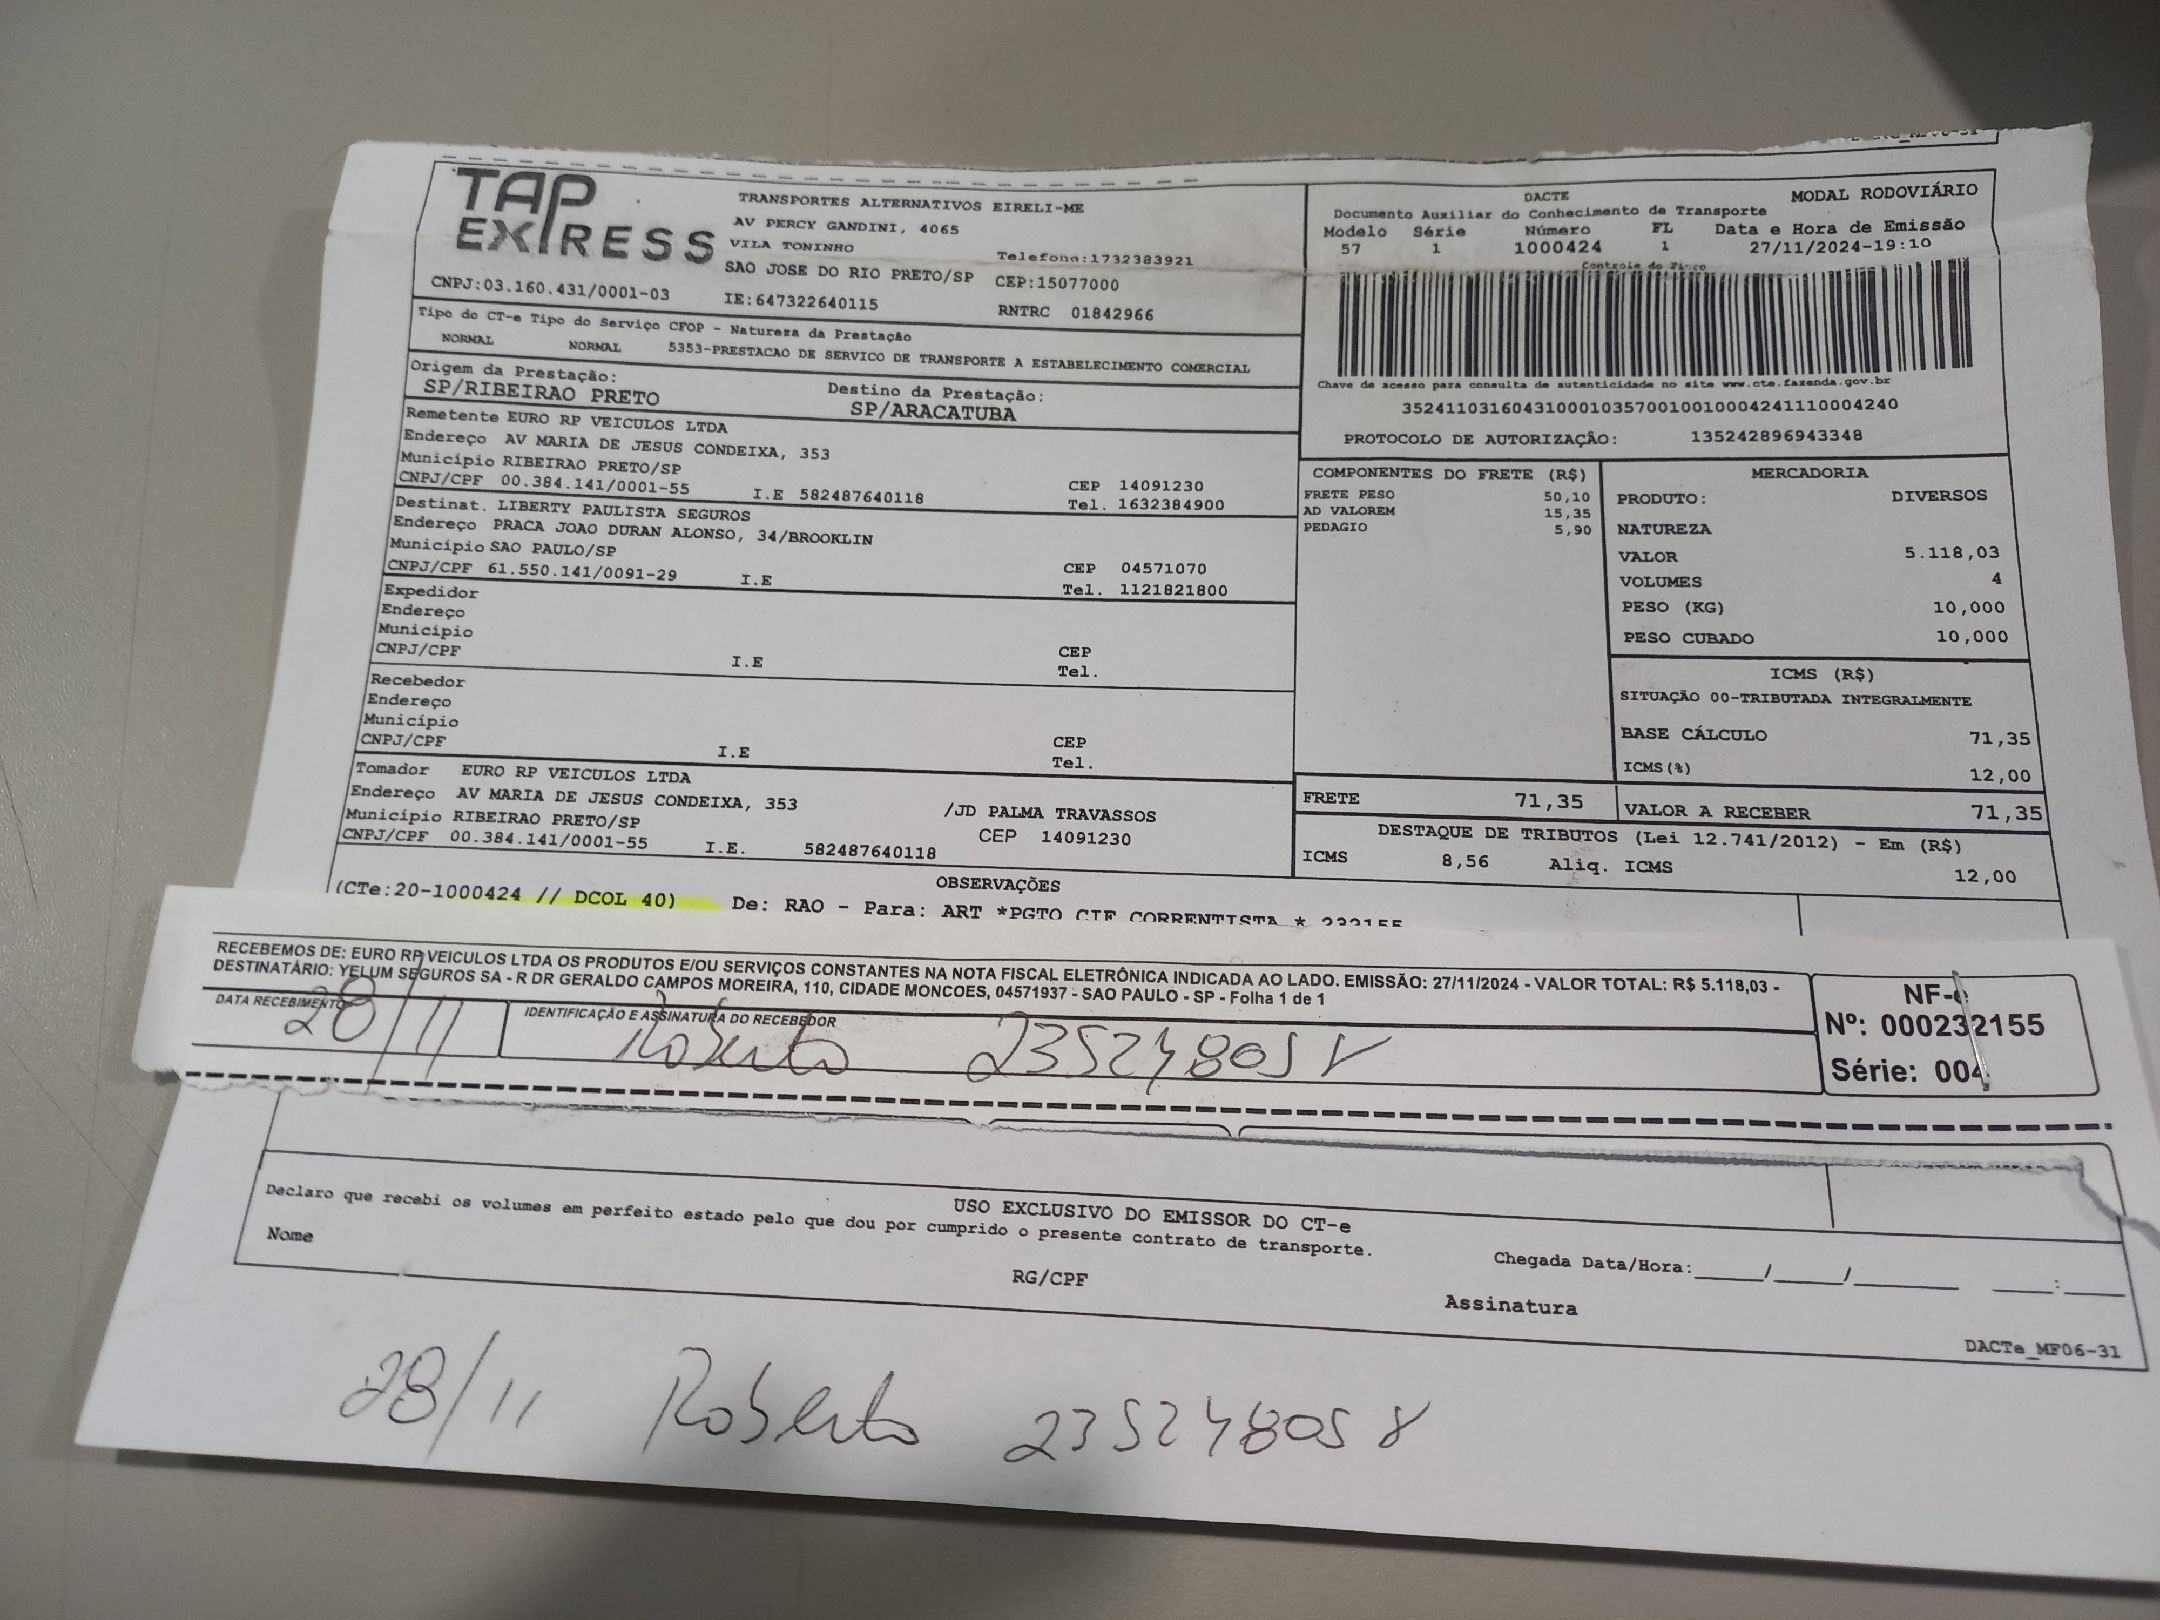 TAP EXPRESS
TRANSPORTES ALTERNATIVOS EIRELI-ME
AV PERCY GANDINI, 4065
VILA TONINHO Telefone:1732383921
SAO JOSE DO RIO PRETO/SP CEP:15077000
CNPJ:03.160.431/0001-03 IE:647322640115 RNTRC 01842966
DACTE MODAL RODOVIÁRIO
Documento Auxiliar do Conhecimento de Transporte
Modelo Série Número FL Data e Hora de Emissão
57 1 1000424 1 27/11/2024-19:10
Controle do Fisco
Chave de acesso para consulta de autenticidade no site www.cte.fazenda.gov.br
35241103160431000103570010010004241110004240
PROTOCOLO DE AUTORIZAÇÃO: 135242896943348
Tipo do CT-e Tipo do Serviço CFOP - Natureza da Prestação
NORMAL NORMAL 5353-PRESTACAO DE SERVICO DE TRANSPORTE A ESTABELECIMENTO COMERCIAL
Origem da Prestação: Destino da Prestação:
SP/RIBEIRAO PRETO SP/ARACATUBA
Remetente EURO RP VEICULOS LTDA
Endereço AV MARIA DE JESUS CONDEIXA, 353
Município RIBEIRAO PRETO/SP CEP 14091230
CNPJ/CPF 00.384.141/0001-55 I.E 582487640118 Tel. 1632384900
Destinat. LIBERTY PAULISTA SEGUROS
Endereço PRACA JOAO DURAN ALONSO, 34/BROOKLIN
Município SAO PAULO/SP CEP 04571070
CNPJ/CPF 61.550.141/0091-29 I.E Tel. 1121821800
Expedidor
Endereço
Município CEP
CNPJ/CPF I.E Tel.
Recebedor
Endereço
Município CEP
CNPJ/CPF I.E Tel.
Tomador EURO RP VEICULOS LTDA
Endereço AV MARIA DE JESUS CONDEIXA, 353 /JD PALMA TRAVASSOS
Município RIBEIRAO PRETO/SP CEP 14091230
CNPJ/CPF 00.384.141/0001-55 I.E. 582487640118
COMPONENTES DO FRETE (R$)
FRETE PESO 50,10
AD VALOREM 15,35
PEDAGIO 5,90
MERCADORIA
PRODUTO: DIVERSOS
NATUREZA
VALOR 5.118,03
VOLUMES 4
PESO (KG) 10,000
PESO CUBADO 10,000
ICMS (R$)
SITUAÇÃO 00-TRIBUTADA INTEGRALMENTE
BASE CÁLCULO 71,35
ICMS(%) 12,00
FRETE 71,35 VALOR A RECEBER 71,35
DESTAQUE DE TRIBUTOS (Lei 12.741/2012) - Em (R$)
ICMS 8,56 Aliq. ICMS 12,00
OBSERVAÇÕES
(CTe:20-1000424 // DCOL 40) De: RAO - Para: ART *PGTO CIF CORRENTISTA * 232155
RECEBEMOS DE: EURO RP VEICULOS LTDA OS PRODUTOS E/OU SERVIÇOS CONSTANTES NA NOTA FISCAL ELETRÔNICA INDICADA AO LADO. EMISSÃO: 27/11/2024 - VALOR TOTAL: R$ 5.118,03 -
DESTINATÁRIO: YELUM SEGUROS SA - R DR GERALDO CAMPOS MOREIRA, 110, CIDADE MONCOES, 04571937 - SAO PAULO - SP - Folha 1 de 1
DATA RECEBIMENTO IDENTIFICAÇÃO E ASSINATURA DO RECEBEDOR
28/11 Roberto
NF-e
Nº: 000232155
Série: 004
USO EXCLUSIVO DO EMISSOR DO CT-e
Declaro que recebi os volumes em perfeito estado pelo que dou por cumprido o presente contrato de transporte.
Nome RG/CPF Chegada Data/Hora:_____/_____/_______ ____:____
Assinatura
DACTe_MF06-31
28/11 Roberto 235248058